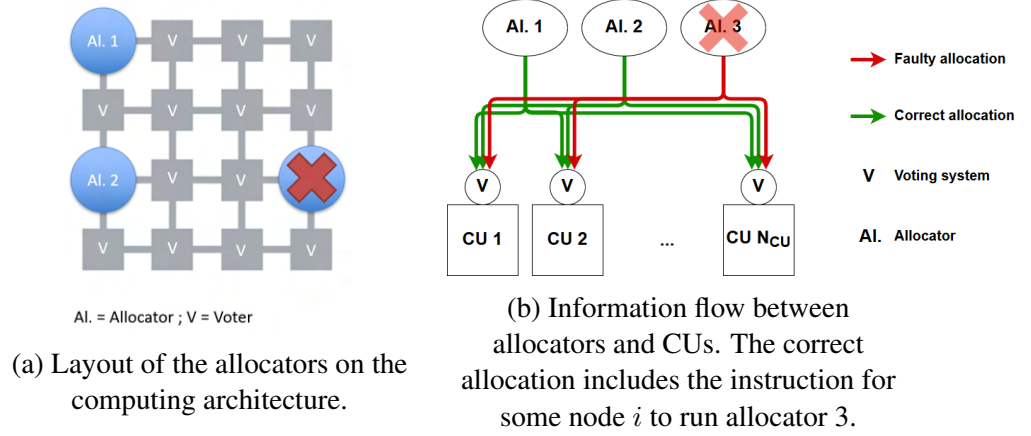 Al. 1 V V V
V V V V
Al. 2 V V
V V V V
Al. = Allocator ; V = Voter
(a) Layout of the allocators on the
computing architecture.
Al. 1 Al. 2 Al. 3
V V V
CU 1 CU 2 ... CU NCU
Faulty allocation
Correct allocation
V Voting system
Al. Allocator
(b) Information flow between
allocators and CUs. The correct
allocation includes the instruction for
some node i to run allocator 3.